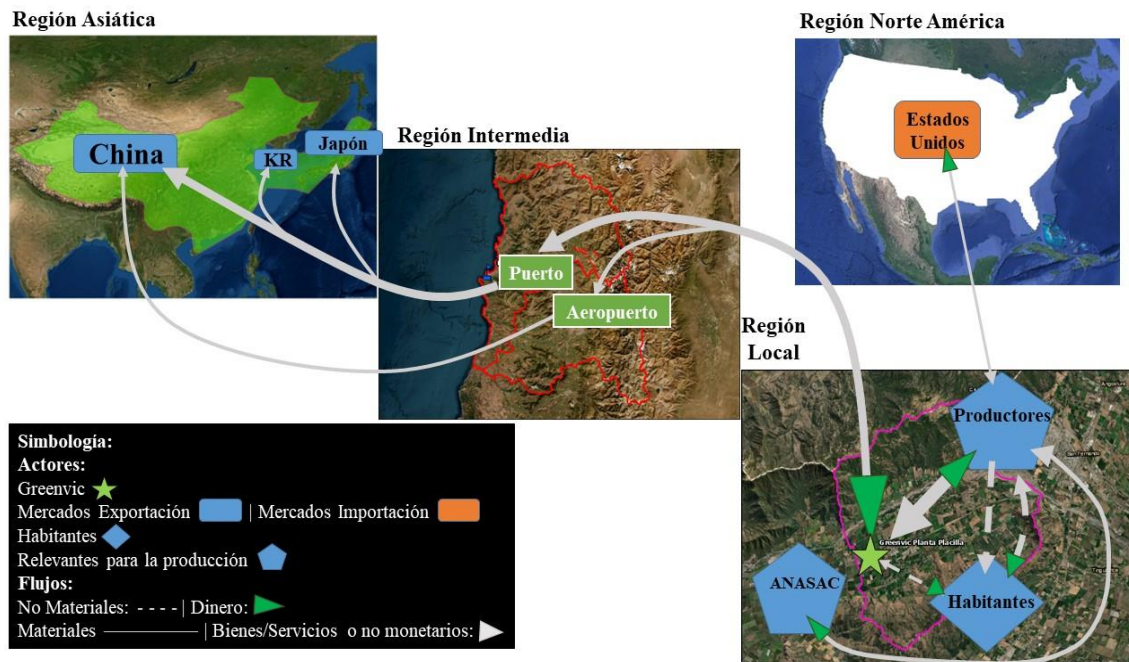 Región Asiática
Región Norte América
China
KR
Japón
Región Intermedia
Estados
Unidos
Puerto
Aeropuerto
Región
Local
Productores
Greenvic Planta Placilla
ANASAC
Habitantes
Simbología:
Actores:
Greenvic
Mercados Exportación | Mercados Importación
Habitantes
Relevantes para la producción
Flujos:
No Materiales: - - - - | Dinero:
Materiales ———— | Bienes/Servicios o no monetarios: